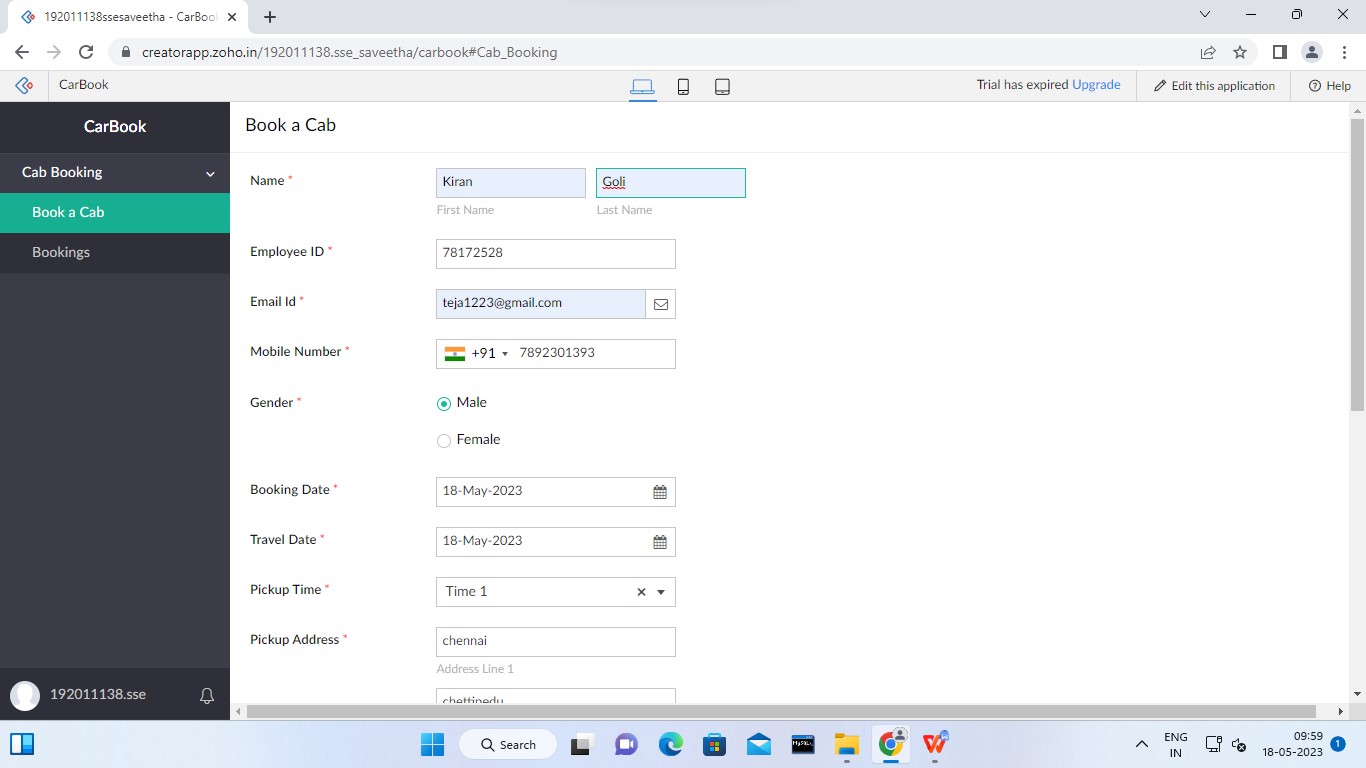 192011138ssesaveetha - CarBook
creatorapp.zoho.in/192011138.sse_saveetha/carbook#Cab_Booking
CarBook
Trial has expired Upgrade
Edit this application
Help
CarBook
Cab Booking
Book a Cab
Bookings
192011138.sse
Book a Cab
Name *
Kiran
Goli
First Name
Last Name
Employee ID *
78172528
Email Id *
teja1223@gmail.com
Mobile Number *
+91
7892301393
Gender *
Male
Female
Booking Date *
18-May-2023
Travel Date *
18-May-2023
Pickup Time *
Time 1
Pickup Address *
chennai
Address Line 1
chettipedu
Search
MySQL
ENG
IN
09:59
18-05-2023
1